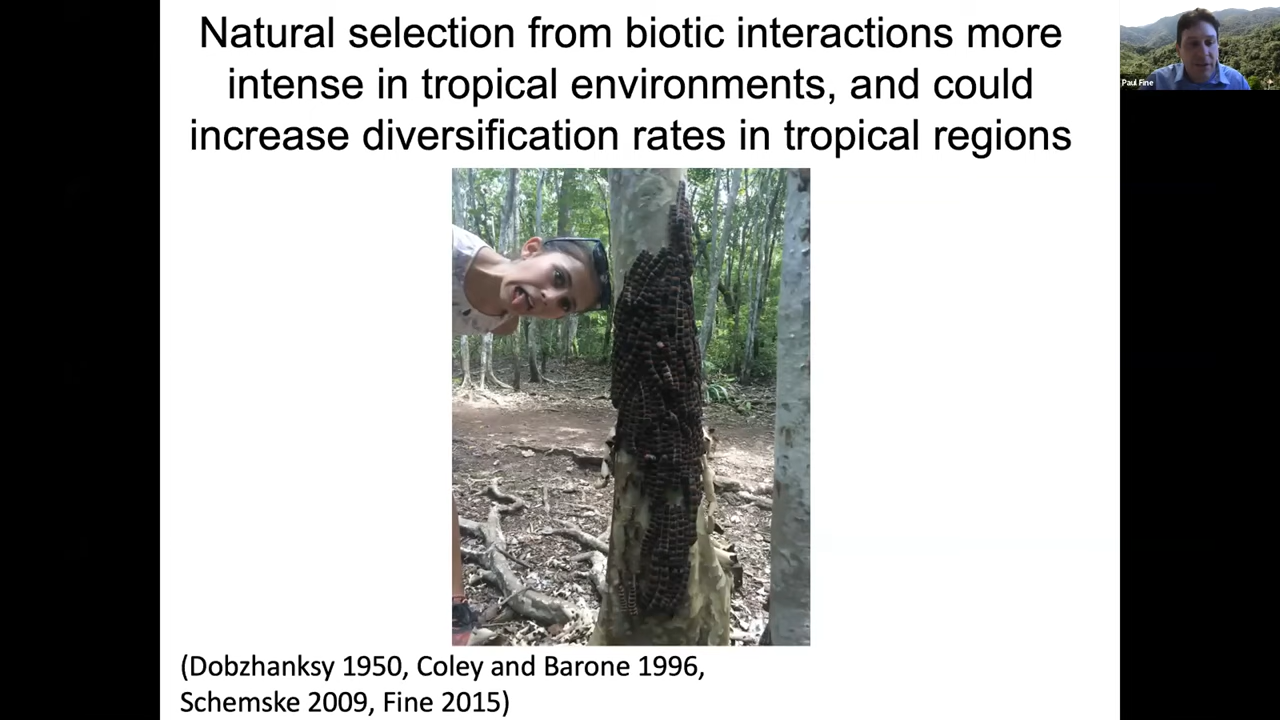 Natural selection from biotic interactions more
intense in tropical environments, and could
increase diversification rates in tropical regions
Paul Fine
(Dobzhanksy 1950, Coley and Barone 1996,
Schemske 2009, Fine 2015)